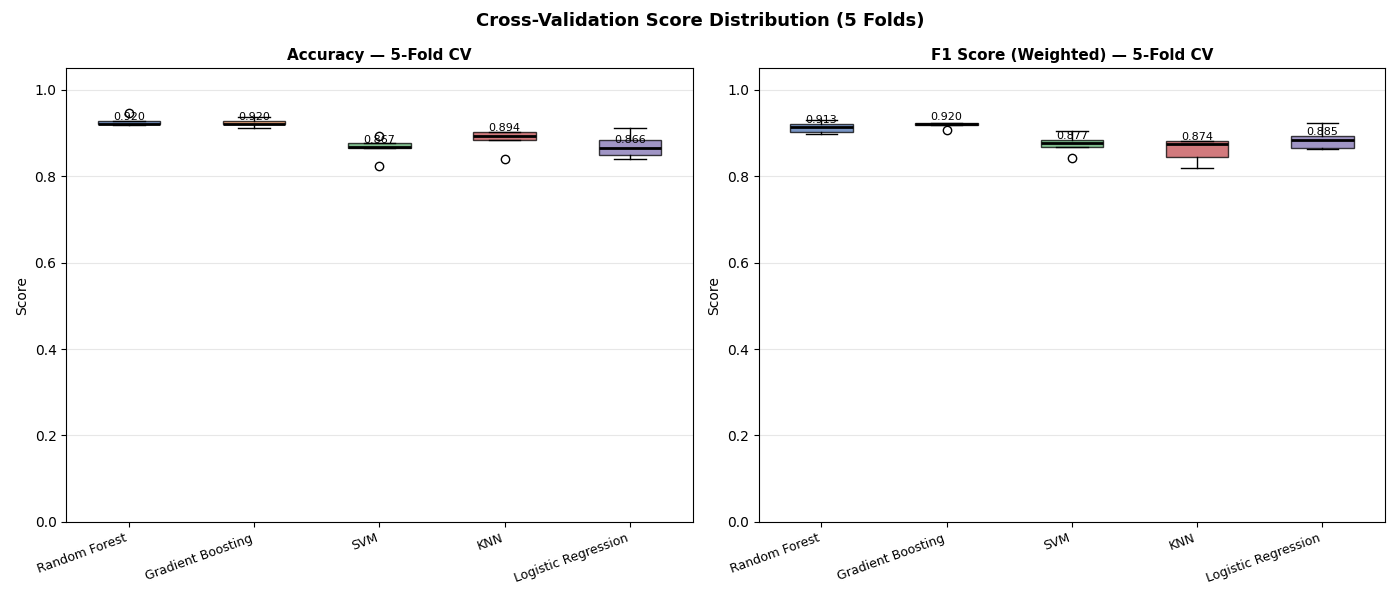 Cross-Validation Score Distribution (5 Folds)
Accuracy — 5-Fold CV
Score
1.0
0.8
0.6
0.4
0.2
0.0
0.920
0.920
0.867
0.894
0.866
Random Forest
Gradient Boosting
SVM
KNN
Logistic Regression
F1 Score (Weighted) — 5-Fold CV
Score
1.0
0.8
0.6
0.4
0.2
0.0
0.913
0.920
0.877
0.874
0.885
Random Forest
Gradient Boosting
SVM
KNN
Logistic Regression